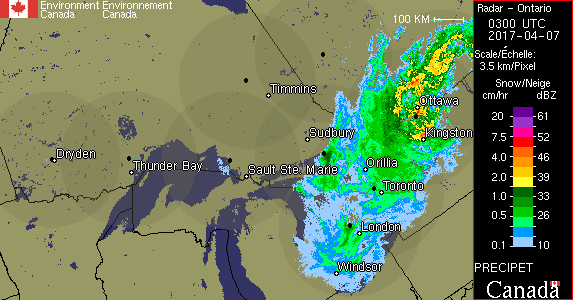 Environment Environnement
Canada Canada
100 KM
Timmins
Ottawa
Sudbury
Kingston
Dryden
Thunder Bay
Sault Ste. Marie
Orillia
Toronto
London
Windsor
Radar - Ontario
0300 UTC
2017-04-07
Scale/Échelle:
3.5 km/Pixel
Snow/Neige
cm/hr dBZ
20 61
7.5 52
4.0 46
2.0 39
1.0 33
0.5 26
0.1 10
PRECIPET
Canada